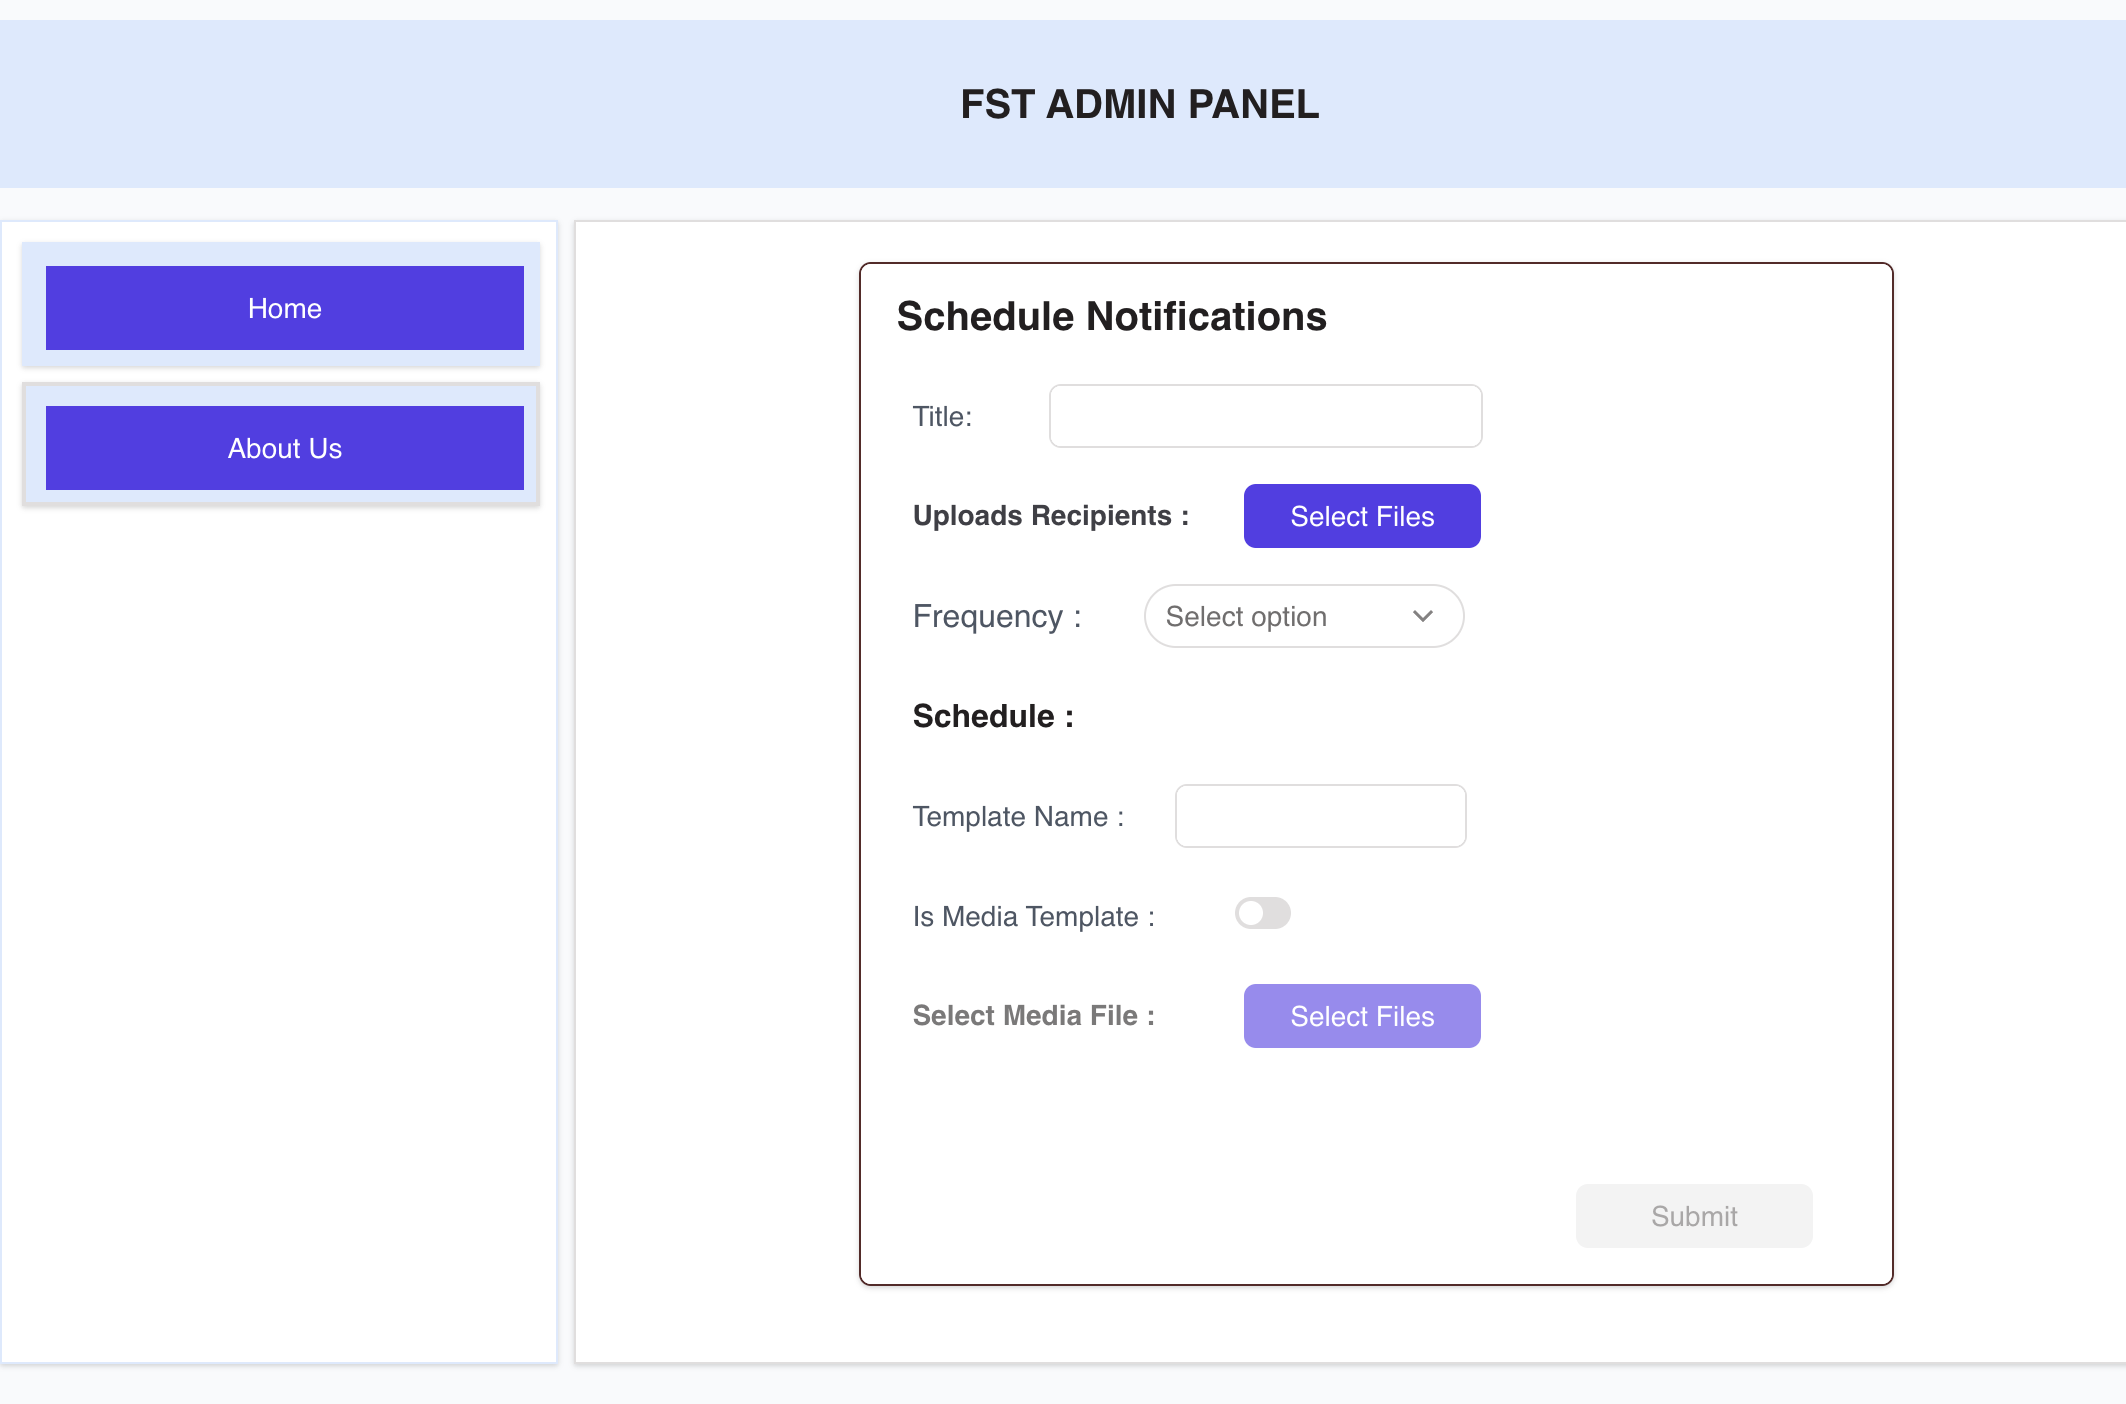 FST ADMIN PANEL
Home
About Us
Schedule Notifications
Title:
Uploads Recipients :
Select Files
Frequency :
Select option
Schedule :
Template Name :
Is Media Template :
Select Media File :
Select Files
Submit